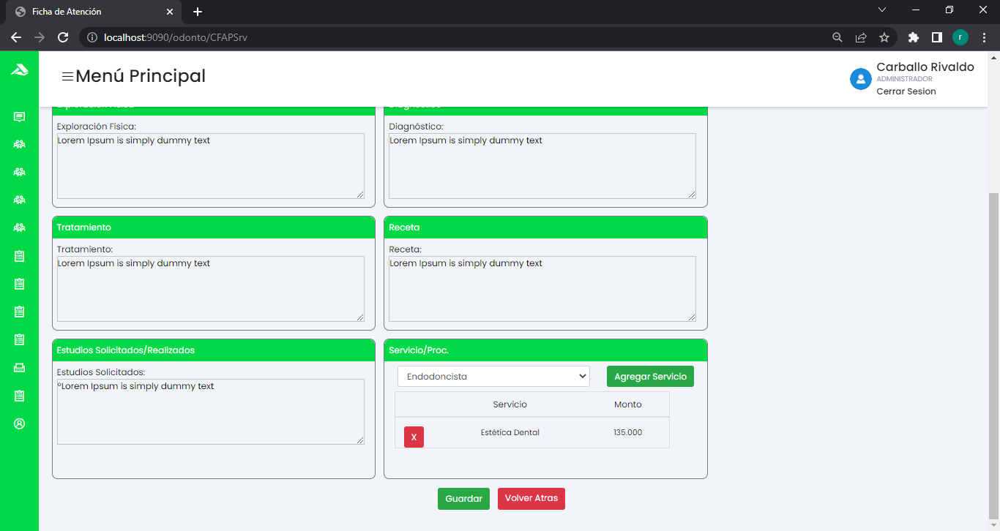 Ficha de Atención
localhost:9090/odonto/CFAPSrv
r
Menú Principal
Carballo Rivaldo
ADMINISTRADOR
Cerrar Sesion
Exploración Física:
Lorem Ipsum is simply dummy text
Diagnóstico:
Lorem Ipsum is simply dummy text
Tratamiento
Tratamiento:
Lorem Ipsum is simply dummy text
Receta
Receta:
Lorem Ipsum is simply dummy text
Estudios Solicitados/Realizados
Estudios Solicitados:
°Lorem Ipsum is simply dummy text
Servicio/Proc.
Endodoncista
Agregar Servicio
Servicio Monto
X Estética Dental 135.000
Guardar
Volver Atras